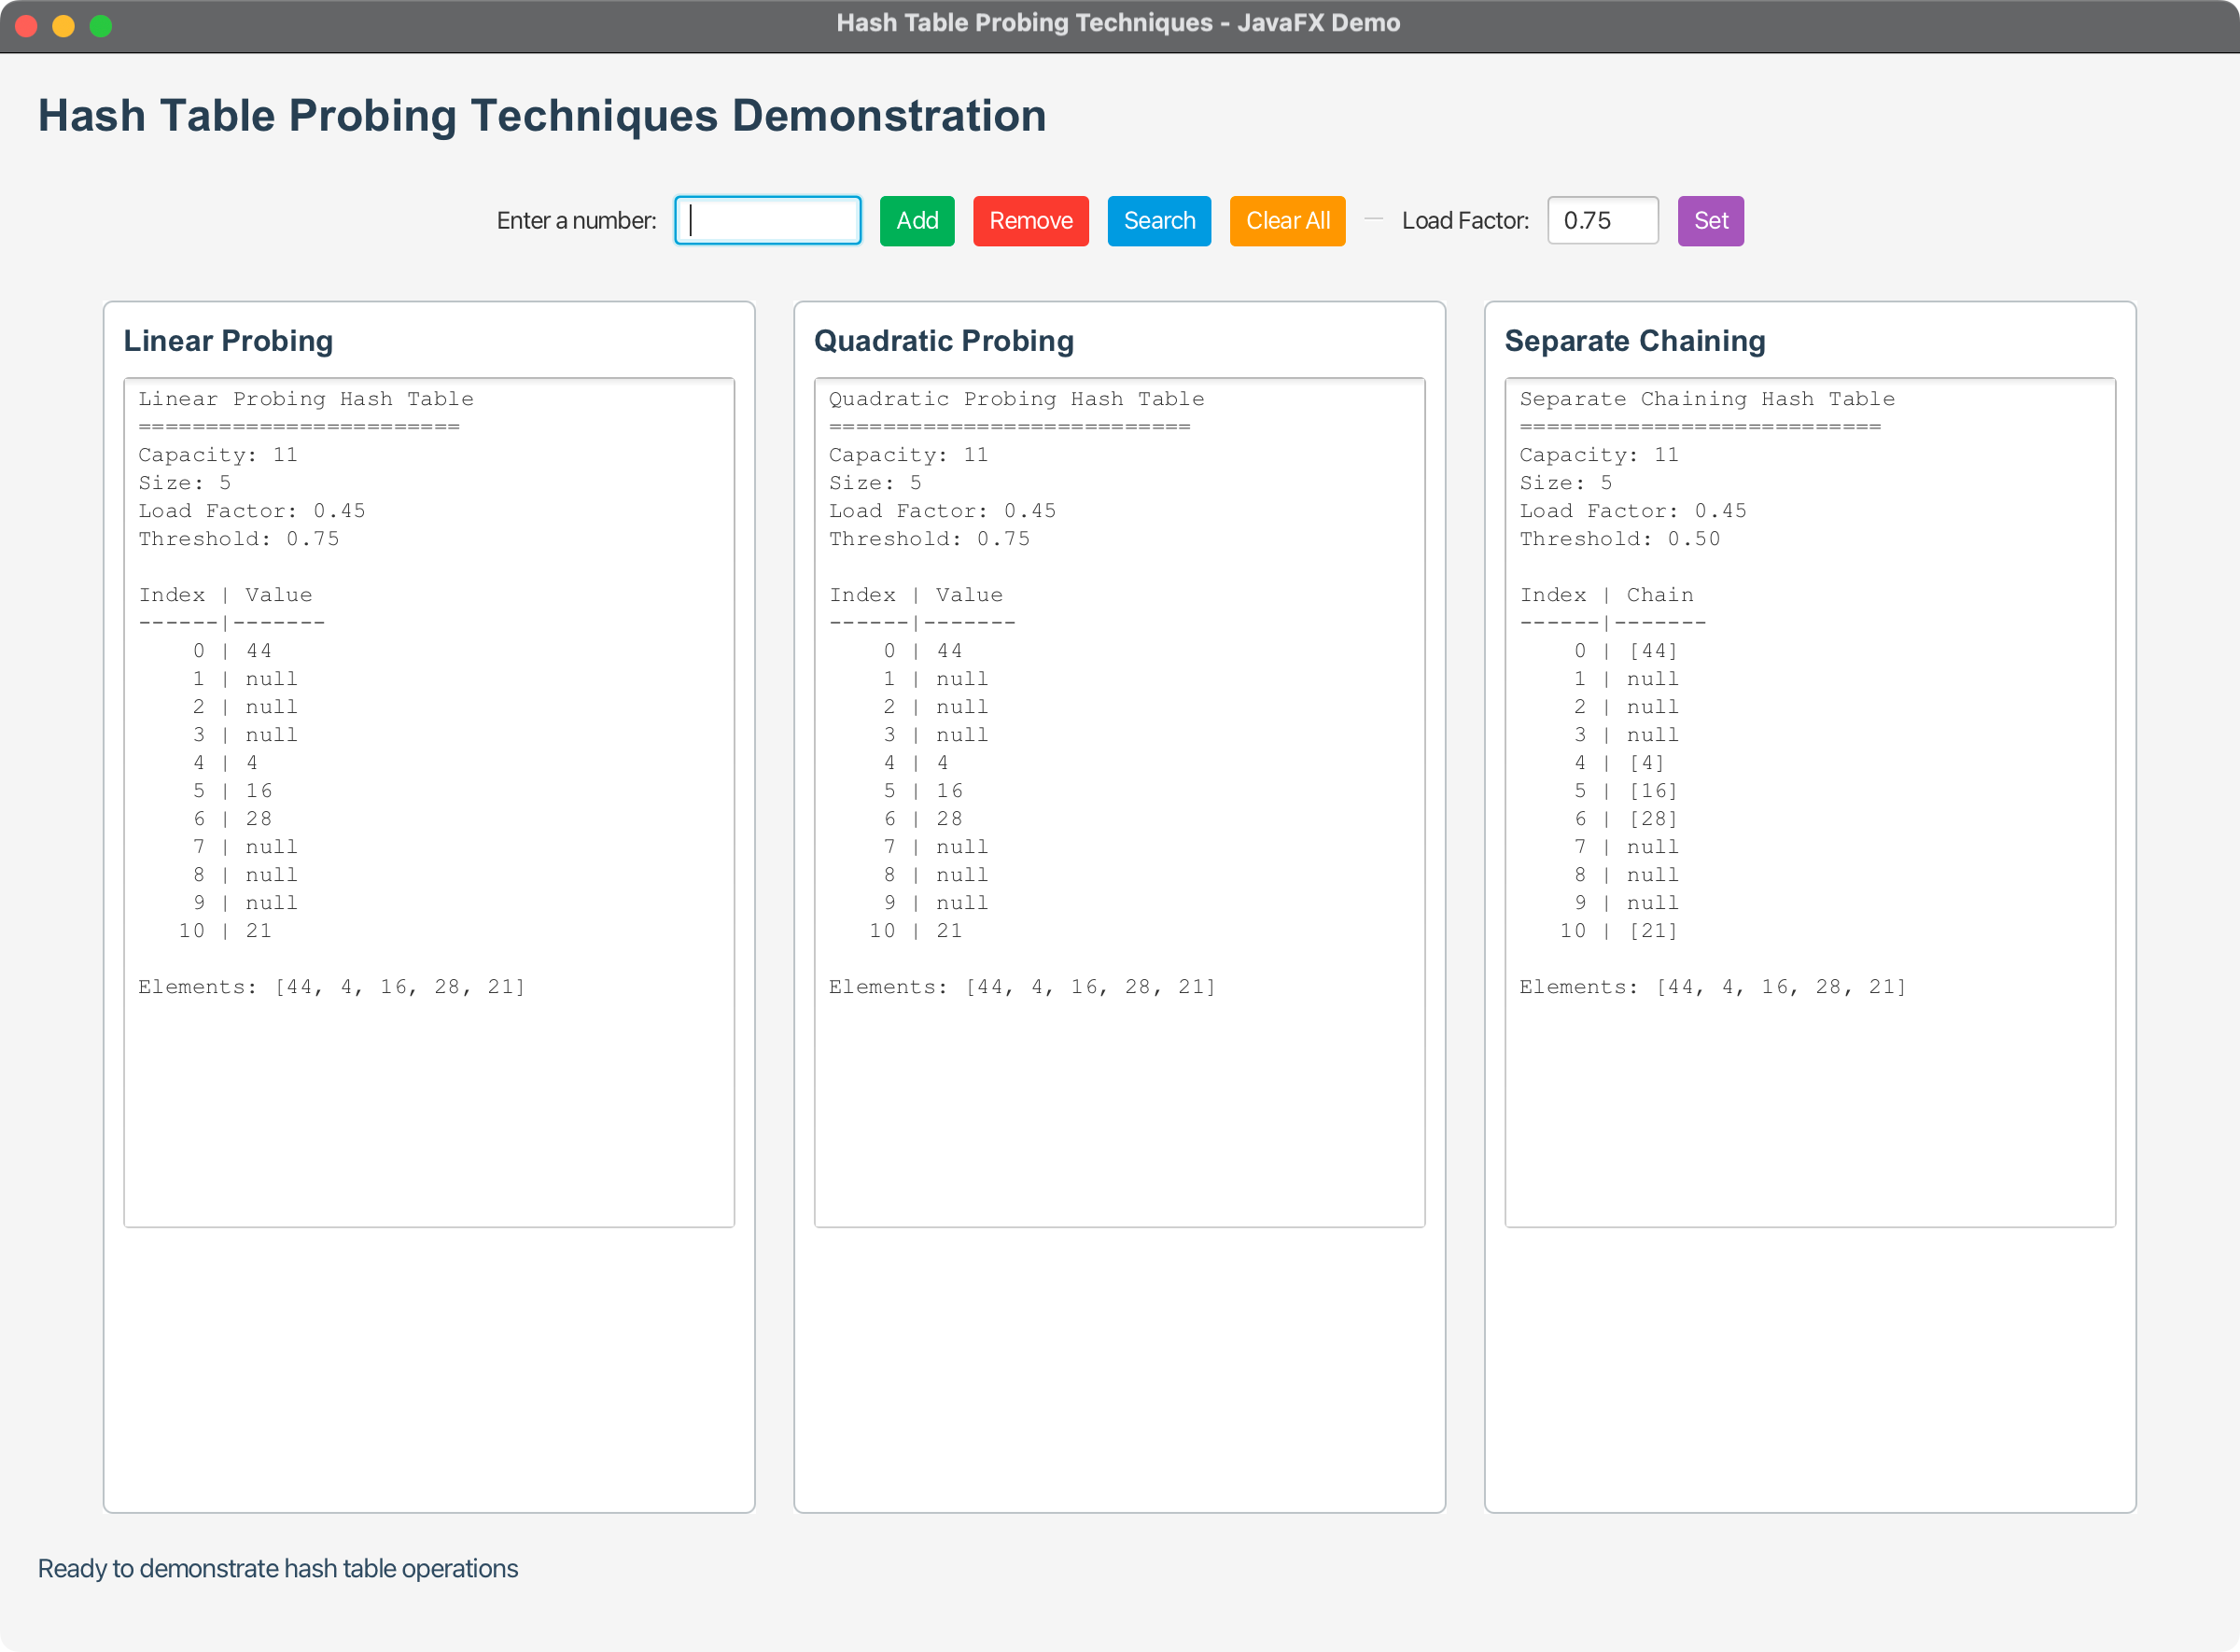 Hash Table Probing Techniques - JavaFX Demo
Hash Table Probing Techniques Demonstration
Enter a number: Add Remove Search Clear All Load Factor: 0.75 Set
Linear Probing
Linear Probing Hash Table
========================
Capacity: 11
Size: 5
Load Factor: 0.45
Threshold: 0.75
Index | Value
------|-------
0 | 44
1 | null
2 | null
3 | null
4 | 4
5 | 16
6 | 28
7 | null
8 | null
9 | null
10 | 21
Elements: [44, 4, 16, 28, 21]
Quadratic Probing
Quadratic Probing Hash Table
===========================
Capacity: 11
Size: 5
Load Factor: 0.45
Threshold: 0.75
Index | Value
------|-------
0 | 44
1 | null
2 | null
3 | null
4 | 4
5 | 16
6 | 28
7 | null
8 | null
9 | null
10 | 21
Elements: [44, 4, 16, 28, 21]
Separate Chaining
Separate Chaining Hash Table
===========================
Capacity: 11
Size: 5
Load Factor: 0.45
Threshold: 0.50
Index | Chain
------|-------
0 | [44]
1 | null
2 | null
3 | null
4 | [4]
5 | [16]
6 | [28]
7 | null
8 | null
9 | null
10 | [21]
Elements: [44, 4, 16, 28, 21]
Ready to demonstrate hash table operations